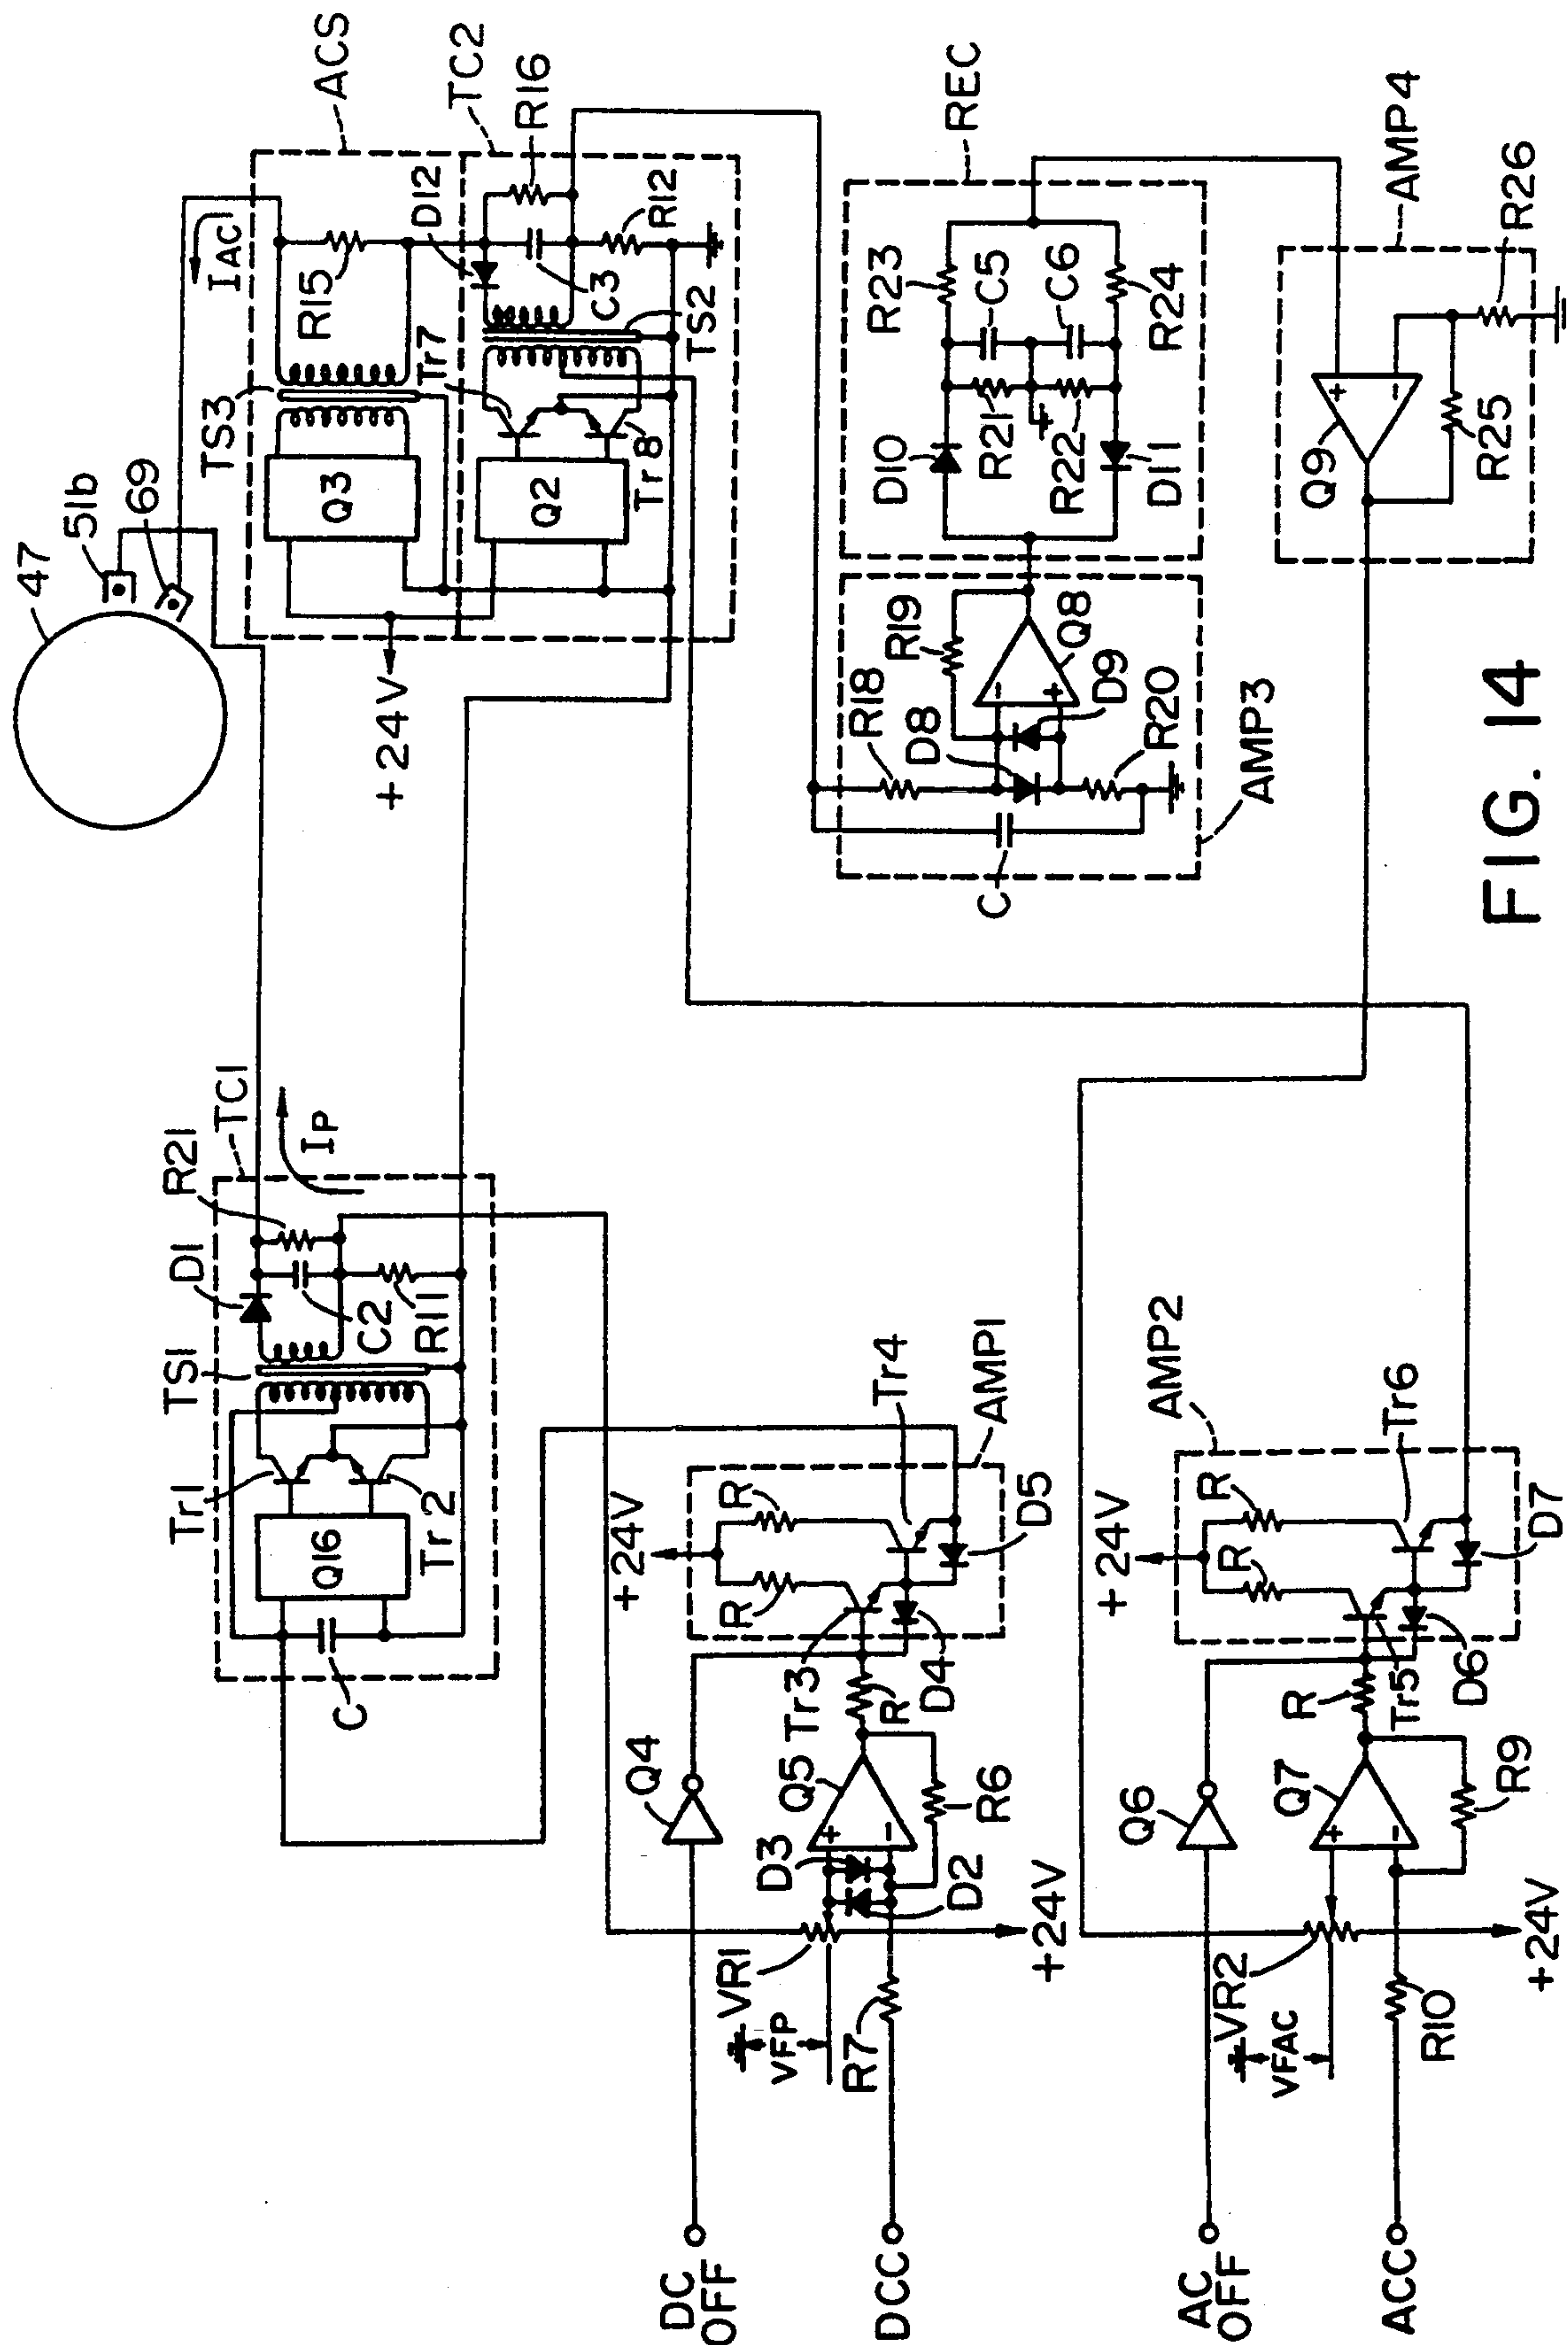 47
51b
69
ACS
IAC
TS3
R15
Q3
D12
TC2
R16
Tr7
R12
C3
Q2
Tr8
TS2
+24V
TC1
R21
IP
D1
TS1
C2
R11
Tr1
Q16
Tr2
C
REC
R23
C5
C6
D10
R21
R22
R24
D11
R19
R18
Q8
D8
D9
R20
C
AMP3
AMP4
Q9
R26
R25
+24V
R
R
Tr4
AMP1
D5
Tr3
D4
R
Q4
Q5
R6
D3
D2
VR1
+24V
VFP
R7
DC
OFF
DCC
AMP2
+24V
R
R
Tr6
D7
Tr5
D6
R
Q6
Q7
R9
VR2
+24V
VFAC
R10
AC
OFF
ACC
+
-
-
+
+
-
+
-
FIG. 14